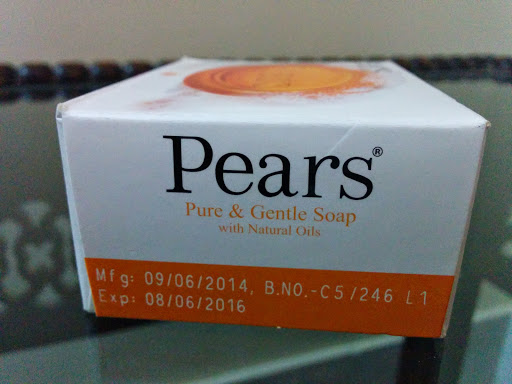 Pears®
Pure & Gentle Soap
with Natural Oils
Mfg: 09/06/2014, B.NO.-C5/246 L1
Exp: 08/06/2016